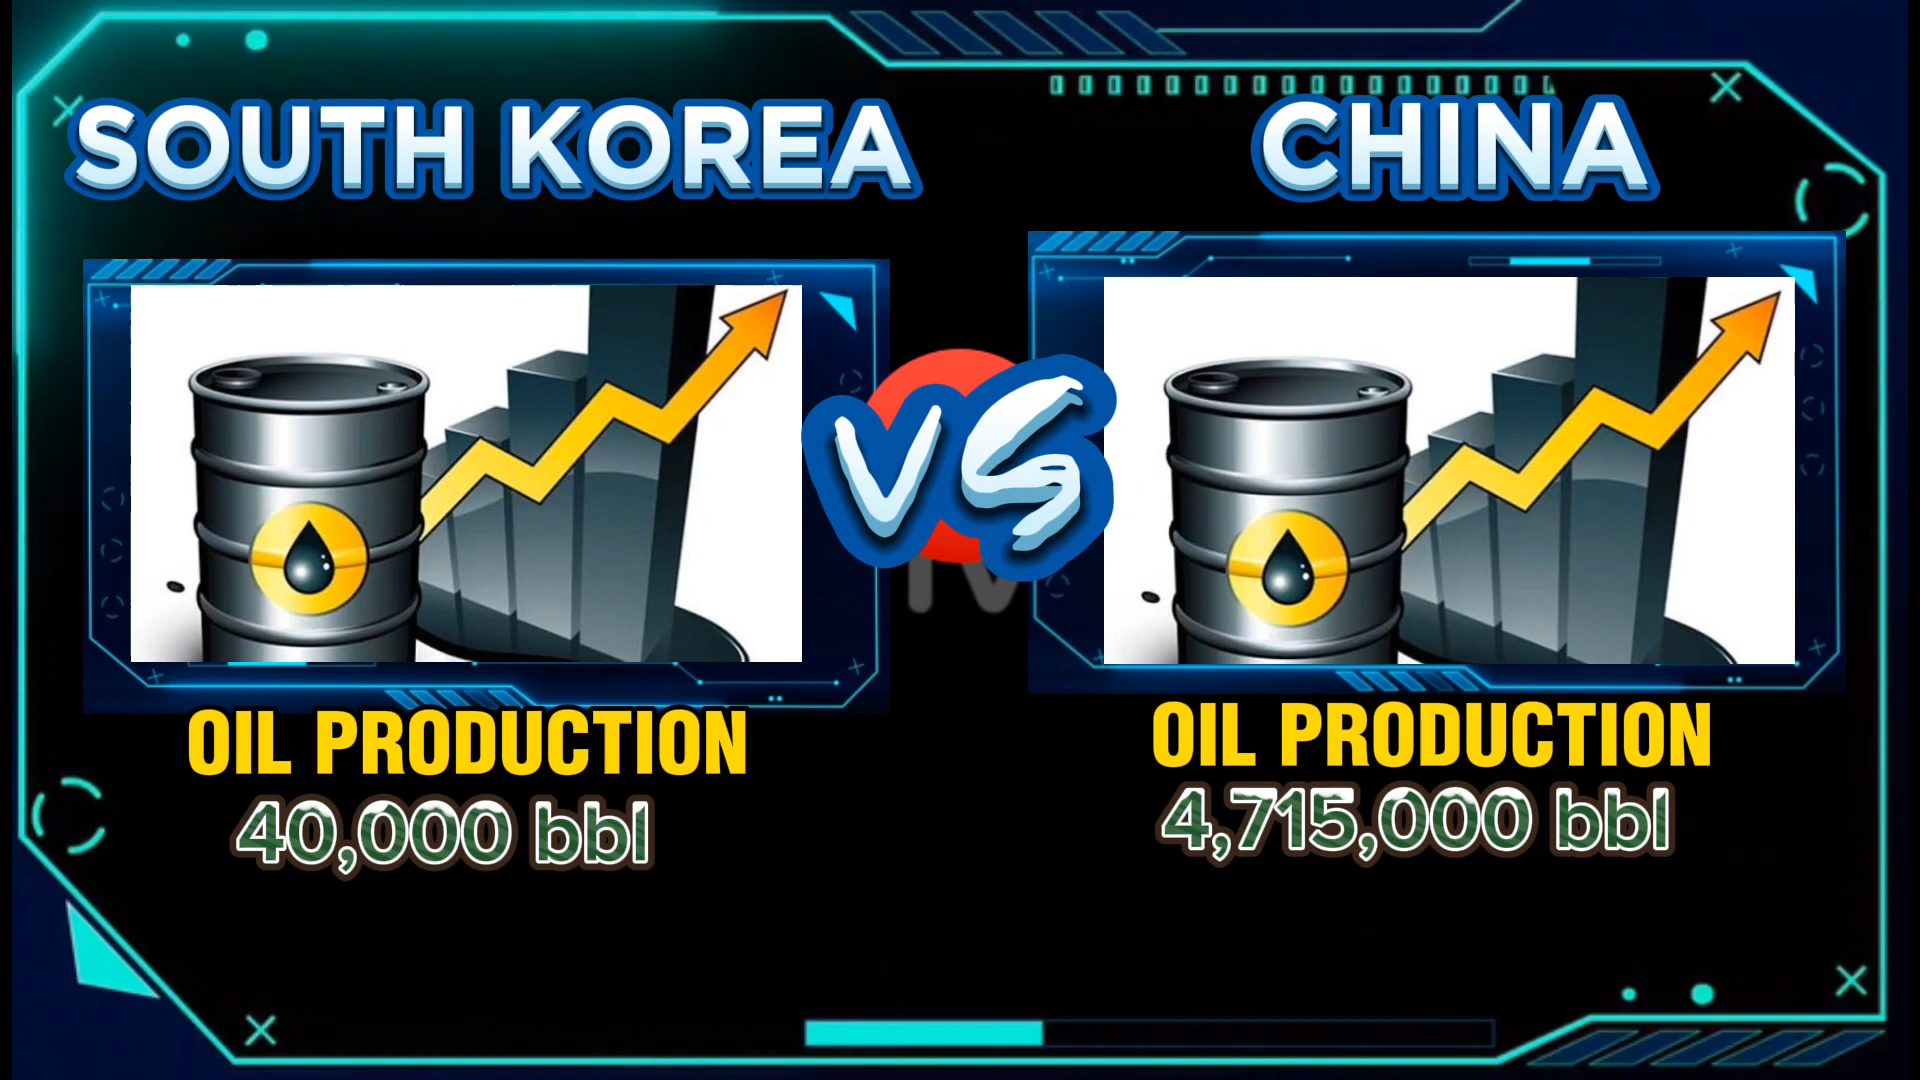 SOUTH KOREA
CHINA
VS
OIL PRODUCTION
40,000 bbl
OIL PRODUCTION
4,715,000 bbl